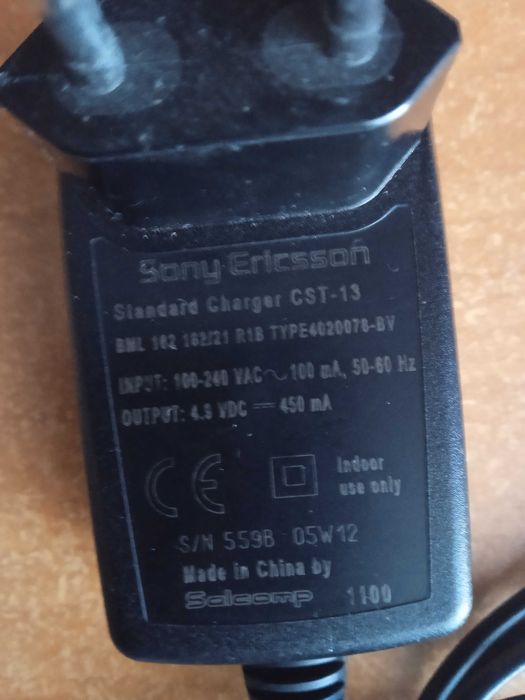 Sony Ericsson
Standard Charger CST-13
BML 162 162/21 R1B TYPE4020078-BV
INPUT: 100-240 VAC ~ 100 mA, 50-60 Hz
OUTPUT: 4.9 VDC ⎓ 450 mA
CE
Indoor
use only
S/N 559B 05W12
Made in China by
Salcomp 1100